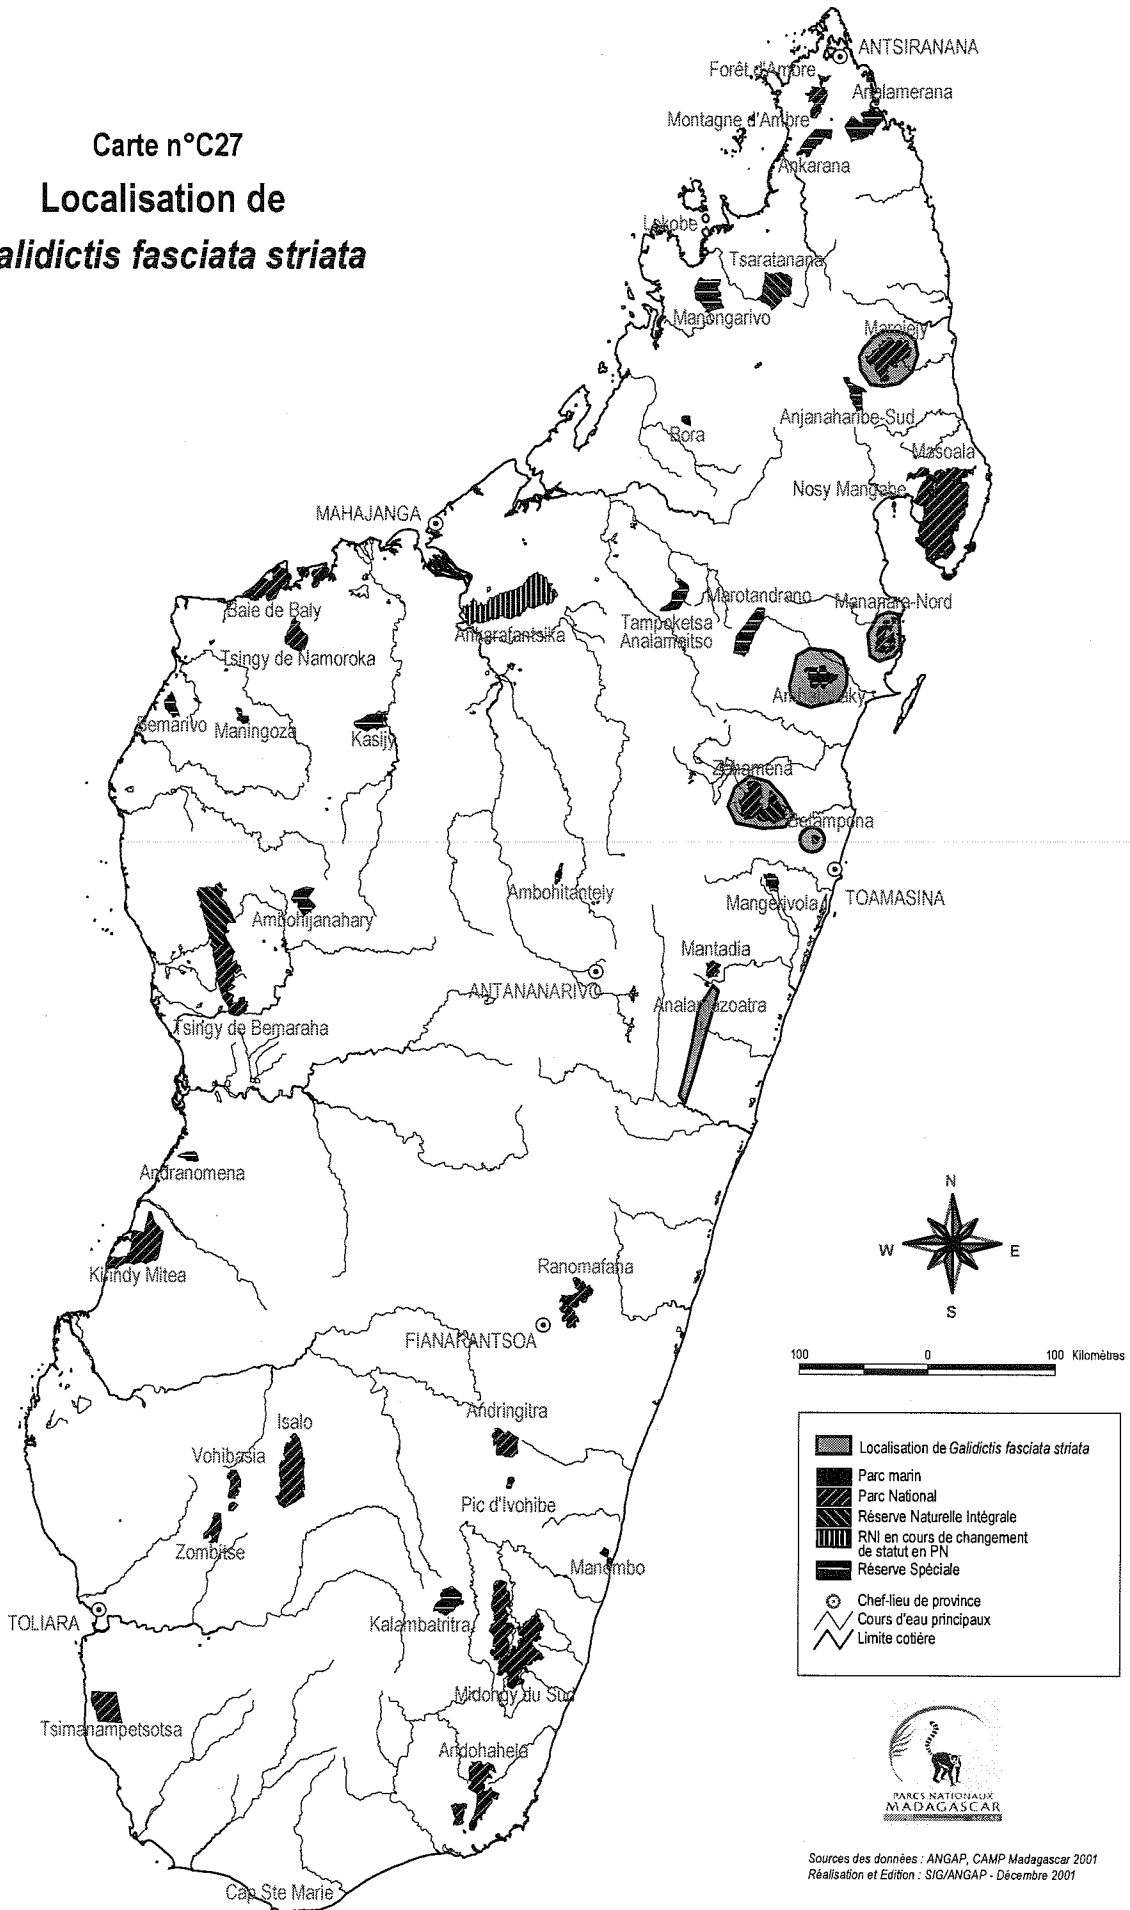 Carte n°C27
Localisation de
alidictis fasciata striata
ANTSIRANANA
Forêt d'Ambre
Analamerana
Montagne d'Ambre
Ankarana
Lokobe
Tsaratanana
Manongarivo
Marojejy
Anjanaharibe-Sud
Bora
Masoala
Nosy Mangabe
MAHAJANGA
Baie de Baly
Ankarafantsika
Tampoketsa
Analamaitso
Marotandrano
Mananara-Nord
Tsingy de Namoroka
Bemarivo
Maningoza
Kasijy
Zahamena
Betampona
Ambohitantely
Mangerivola
TOAMASINA
Ambohijanahary
Mantadia
ANTANANARIVO
Analamazoatra
Tsingy de Bemaraha
Andranomena
N
W
E
S
Kirindy Mitea
Ranomafana
FIANARANTSOA
100
0
100 Kilomètres
Andringitra
Isalo
Vohibasia
Pic d'Ivohibe
Zombitse
Manombo
TOLIARA
Kalambatritra
Midongy du Sud
Tsimanampetsotsa
Andohahela
Cap Ste Marie
Localisation de Galidictis fasciata striata
Parc marin
Parc National
Réserve Naturelle Intégrale
RNI en cours de changement
de statut en PN
Réserve Spéciale
Chef-lieu de province
Cours d'eau principaux
Limite cotière
PARCS NATIONAUX
MADAGASCAR
Sources des données : ANGAP, CAMP Madagascar 2001
Réalisation et Edition : SIG/ANGAP - Décembre 2001